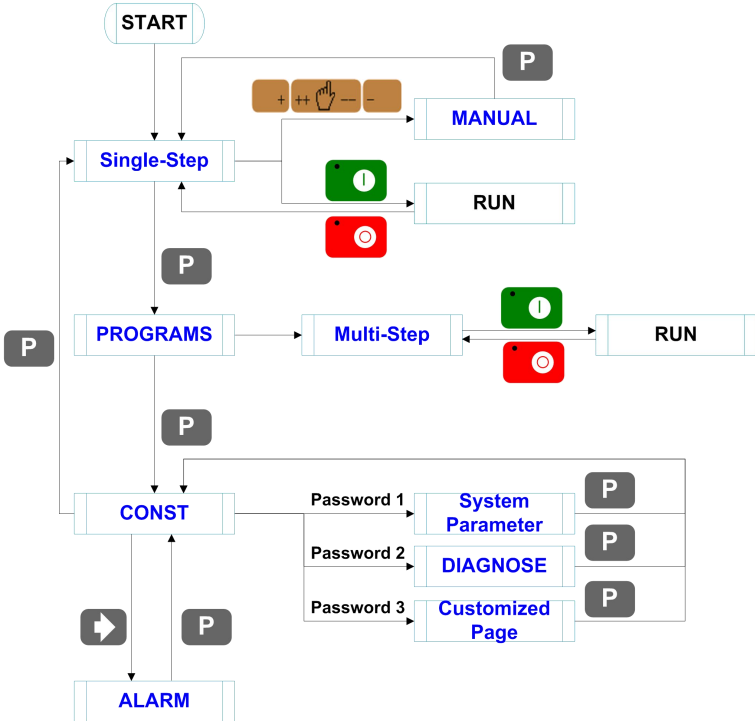 START
P
+ ++ -- -
MANUAL
Single-Step
RUN
P
PROGRAMS
Multi-Step
RUN
P
P
CONST
Password 1
System
Parameter
P
Password 2
DIAGNOSE
P
Password 3
Customized
Page
P
P
ALARM